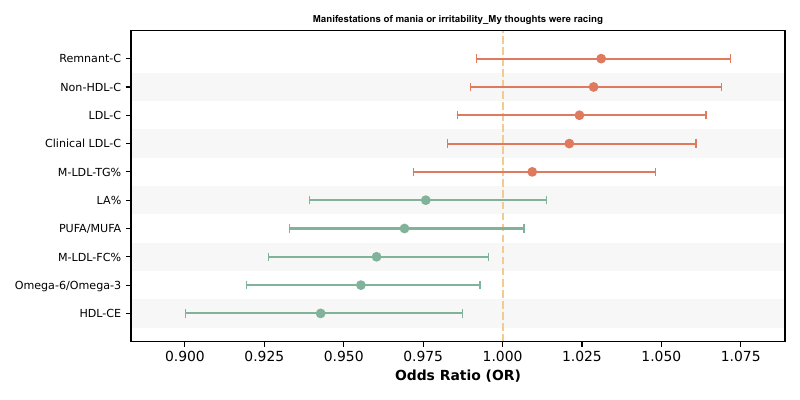 Manifestations of mania or irritability_My thoughts were racing
Remnant-C
Non-HDL-C
LDL-C
Clinical LDL-C
M-LDL-TG%
LA%
PUFA/MUFA
M-LDL-FC%
Omega-6/Omega-3
HDL-CE
0.900 0.925 0.950 0.975 1.000 1.025 1.050 1.075
Odds Ratio (OR)